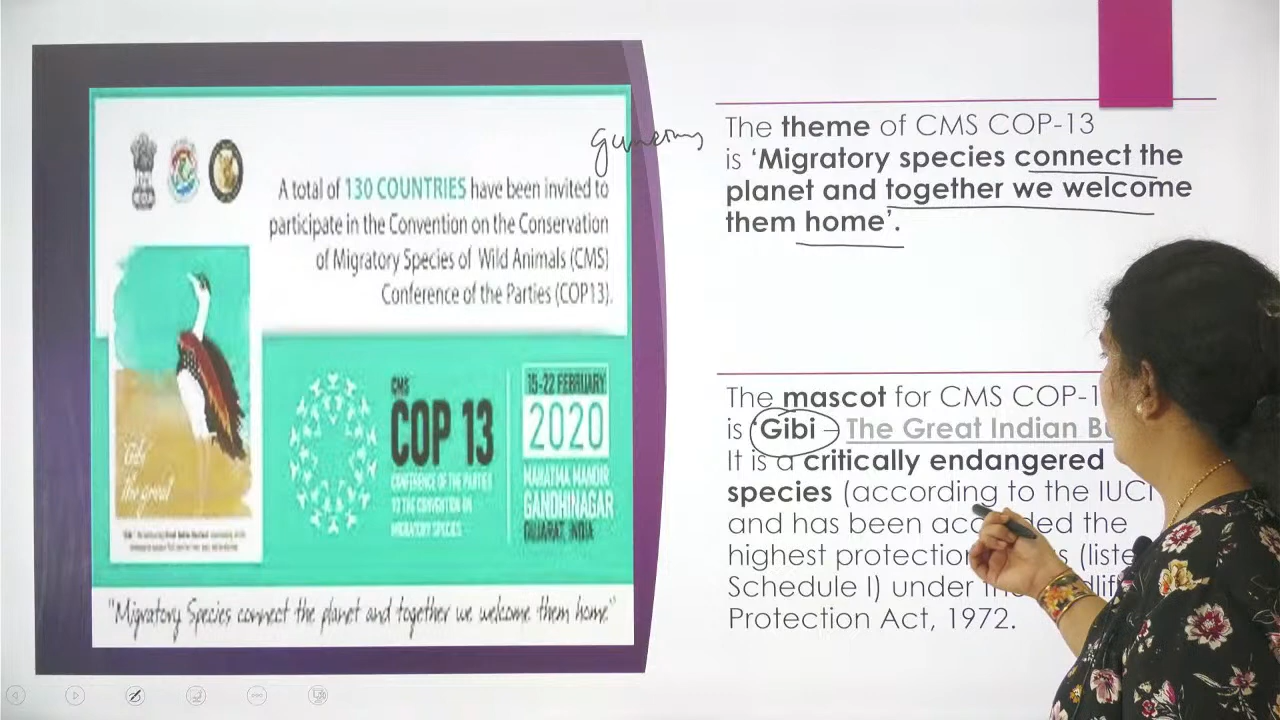 A total of 130 COUNTRIES have been invited to
participate in the Convention on the Conservation
of Migratory Species of Wild Animals (CMS)
Conference of the Parties (COP13).
'Gibi
the great
CMS
COP 13
CONFERENCE OF THE PARTIES
TO THE CONVENTION ON
MIGRATORY SPECIES
15-22 FEBRUARY
2020
MAHATMA MANDIR
GANDHINAGAR
GUJARAT, INDIA
"Migratory Species connect the planet and together we welcome them home"
The theme of CMS COP-13
is 'Migratory species connect the
planet and together we welcome
them home'.
The mascot for CMS COP-1
is 'Gibi – The Great Indian B
It is a critically endangered
species (according to the IUC
and has been the
highest protection (liste
Schedule I) under
Protection Act, 1972.